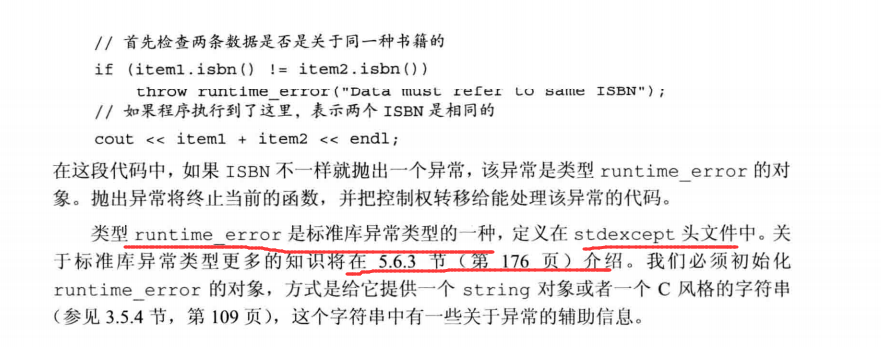 // 首先检查两条数据是否是关于同一种书籍的
if (item1.isbn() != item2.isbn())
throw runtime_error("Data must refer to same ISBN");
// 如果程序执行到了这里，表示两个 ISBN 是相同的
cout << item1 + item2 << endl;
在这段代码中，如果 ISBN 不一样就抛出一个异常，该异常是类型 runtime_error 的对
象。抛出异常将终止当前的函数，并把控制权转移给能处理该异常的代码。
类型 runtime_error 是标准库异常类型的一种，定义在 stdexcept 头文件中。关
于标准库异常类型更多的知识将在 5.6.3 节（第 176 页）介绍。我们必须初始化
runtime_error 的对象，方式是给它提供一个 string 对象或者一个 C 风格的字符串
（参见 3.5.4 节，第 109 页），这个字符串中有一些关于异常的辅助信息。